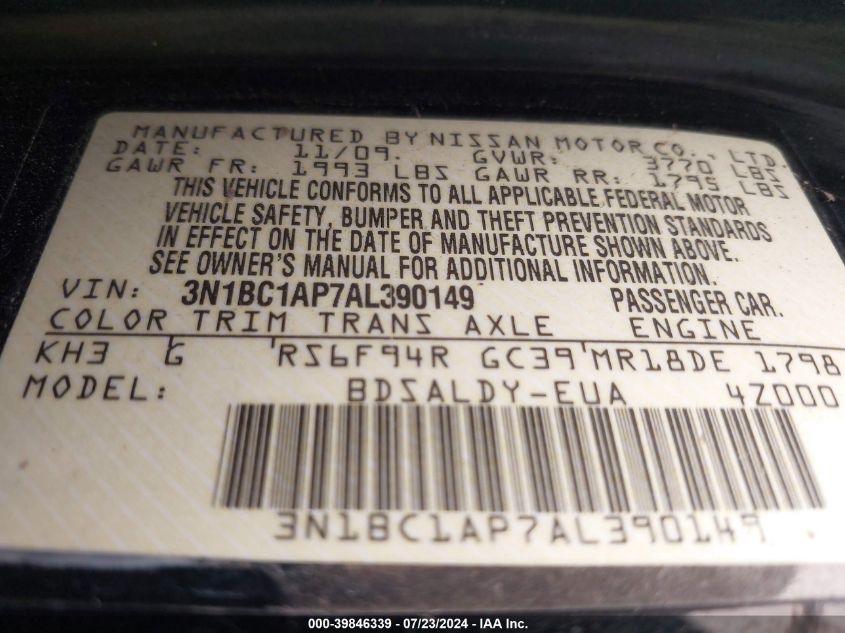 MANUFACTURED BY NISSAN MOTOR CO., LTD.
DATE: 11/09. GVWR: 3770 LBS
GAWR FR: 1993 LBS GAWR RR: 1795 LBS
THIS VEHICLE CONFORMS TO ALL APPLICABLE FEDERAL MOTOR
VEHICLE SAFETY, BUMPER AND THEFT PREVENTION STANDARDS
IN EFFECT ON THE DATE OF MANUFACTURE SHOWN ABOVE.
SEE OWNER'S MANUAL FOR ADDITIONAL INFORMATION
VIN: 3N1BC1AP7AL390149 PASSENGER CAR.
COLOR TRIM TRANS AXLE ENGINE
KH3 G RS6F94R GC39 MR18DE 1798
MODEL: BDSALDY-EUA 4Z000
3N1BC1AP7AL390149
000-39846339 / 07/23/2024 - IAA Inc.